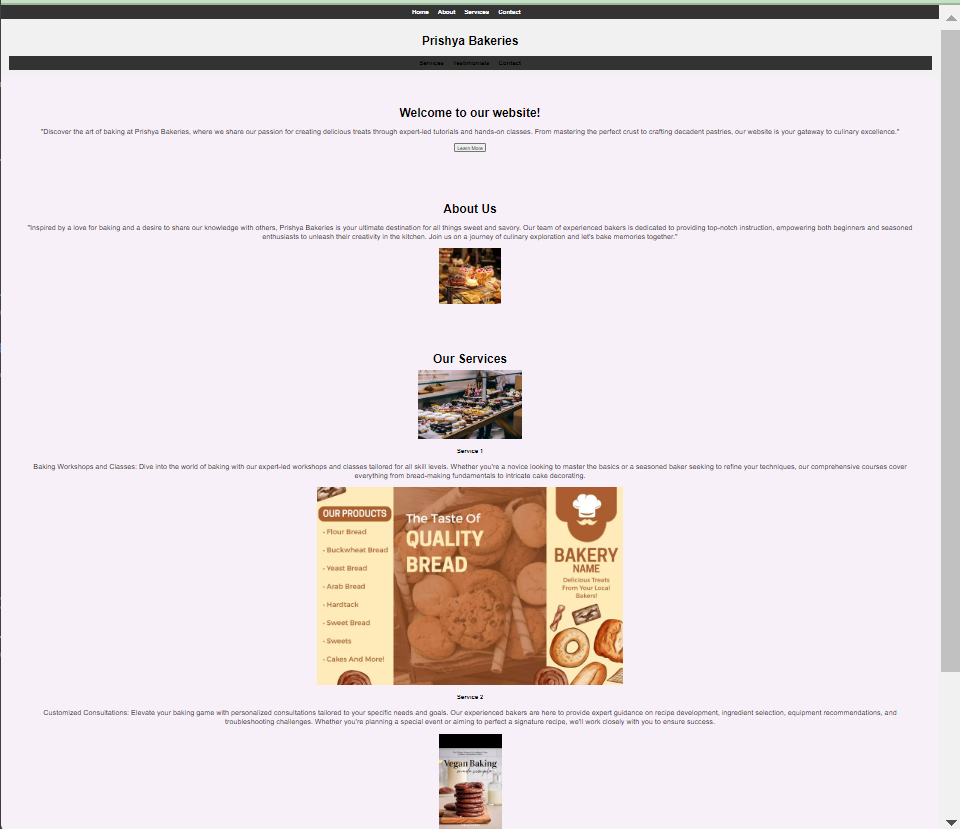 Home About Services Contact
Prishya Bakeries
Services Testimonials Contact
Welcome to our website!
"Discover the art of baking at Prishya Bakeries, where we share our passion for creating delicious treats through expert-led tutorials and hands-on classes. From mastering the perfect crust to crafting decadent pastries, our website is your gateway to culinary excellence."
Learn More
About Us
"Inspired by a love for baking and a desire to share our knowledge with others, Prishya Bakeries is your ultimate destination for all things sweet and savory. Our team of experienced bakers is dedicated to providing top-notch instruction, empowering both beginners and seasoned
enthusiasts to unleash their creativity in the kitchen. Join us on a journey of culinary exploration and let's bake memories together."
Our Services
Service 1
Baking Workshops and Classes: Dive into the world of baking with our expert-led workshops and classes tailored for all skill levels. Whether you're a novice looking to master the basics or a seasoned baker seeking to refine your techniques, our comprehensive courses cover
everything from bread-making fundamentals to intricate cake decorating.
OUR PRODUCTS
• Flour Bread
• Buckwheat Bread
• Yeast Bread
• Arab Bread
• Hardtack
• Sweet Bread
• Sweets
• Cakes And More!
The Taste Of
QUALITY
BREAD
BAKERY
NAME
Delicious Treats
From Your Local
Bakers!
Service 2
Customized Consultations: Elevate your baking game with personalized consultations tailored to your specific needs and goals. Our experienced bakers are here to provide expert guidance on recipe development, ingredient selection, equipment recommendations, and
troubleshooting challenges. Whether you're planning a special event or aiming to perfect a signature recipe, we'll work closely with you to ensure success.
Vegan Baking
made simple